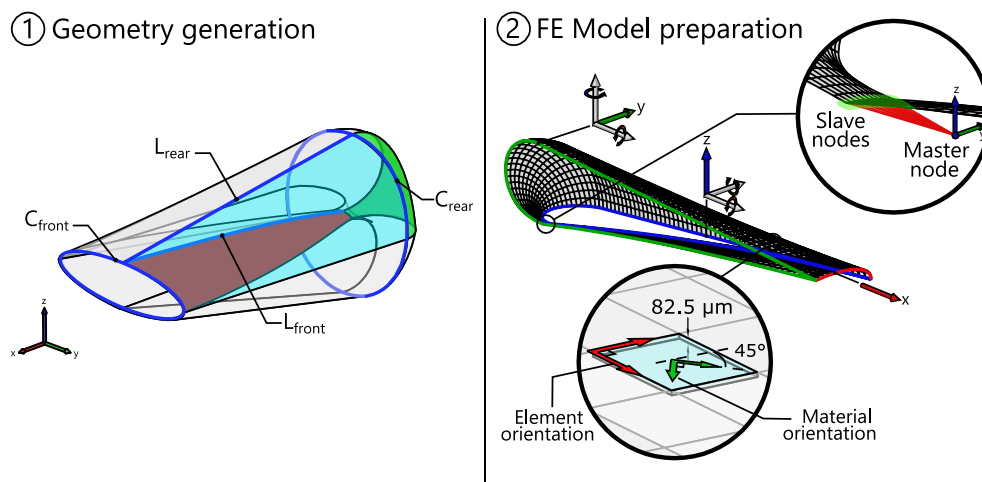 ① Geometry generation
L_rear
C_front
C_rear
L_front
z
x
y
② FE Model preparation
y
z
x
Slave
nodes
z
y
Master
node
82.5 μm
45°
Element
orientation
Material
orientation